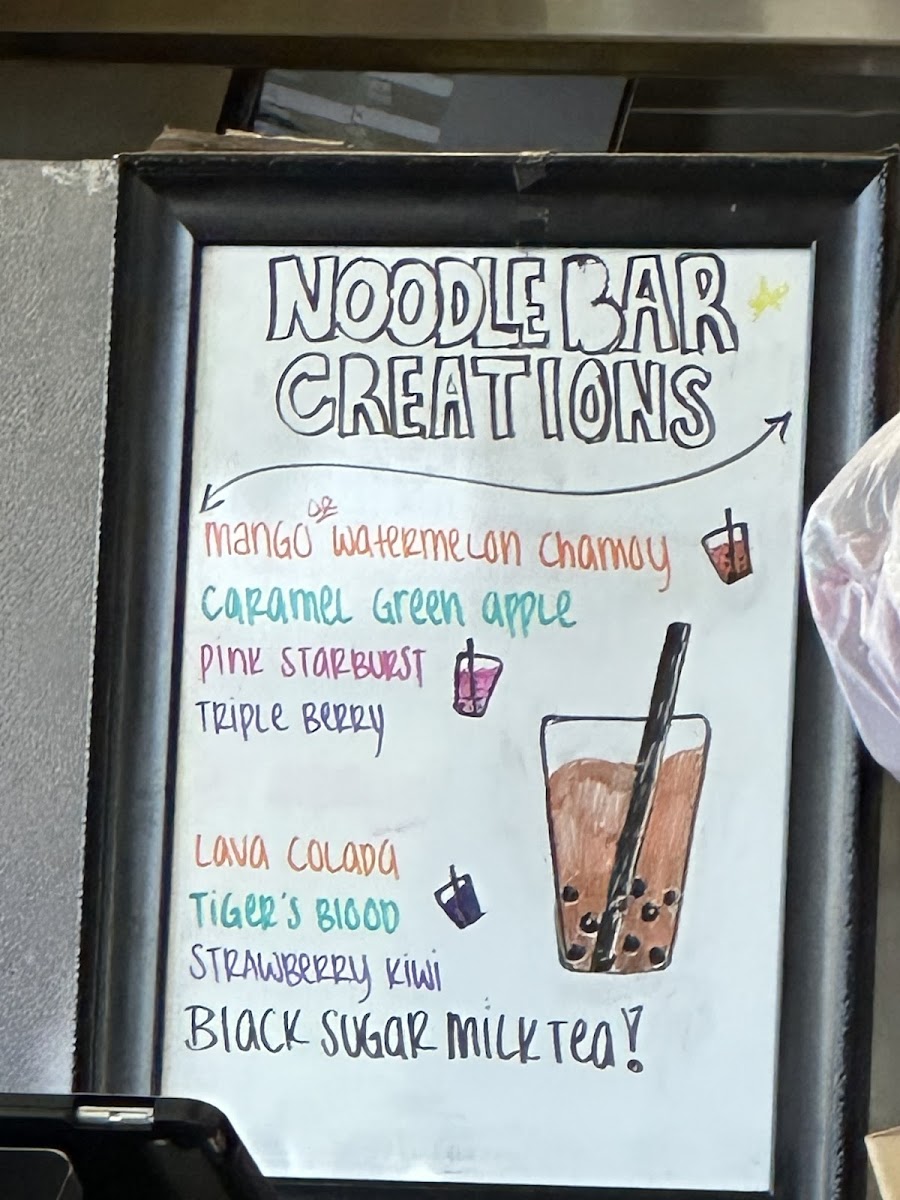 NOODLE BAR
CREATIONS
MANGO OR WATERMELON CHAMOY
CARAMEL GREEN APPLE
PINK STARBURST
TRIPLE BERRY
LAVA COLADA
TIGER'S BLOOD
STRAWBERRY KIWI
BLACK SUGAR MILK TEA!